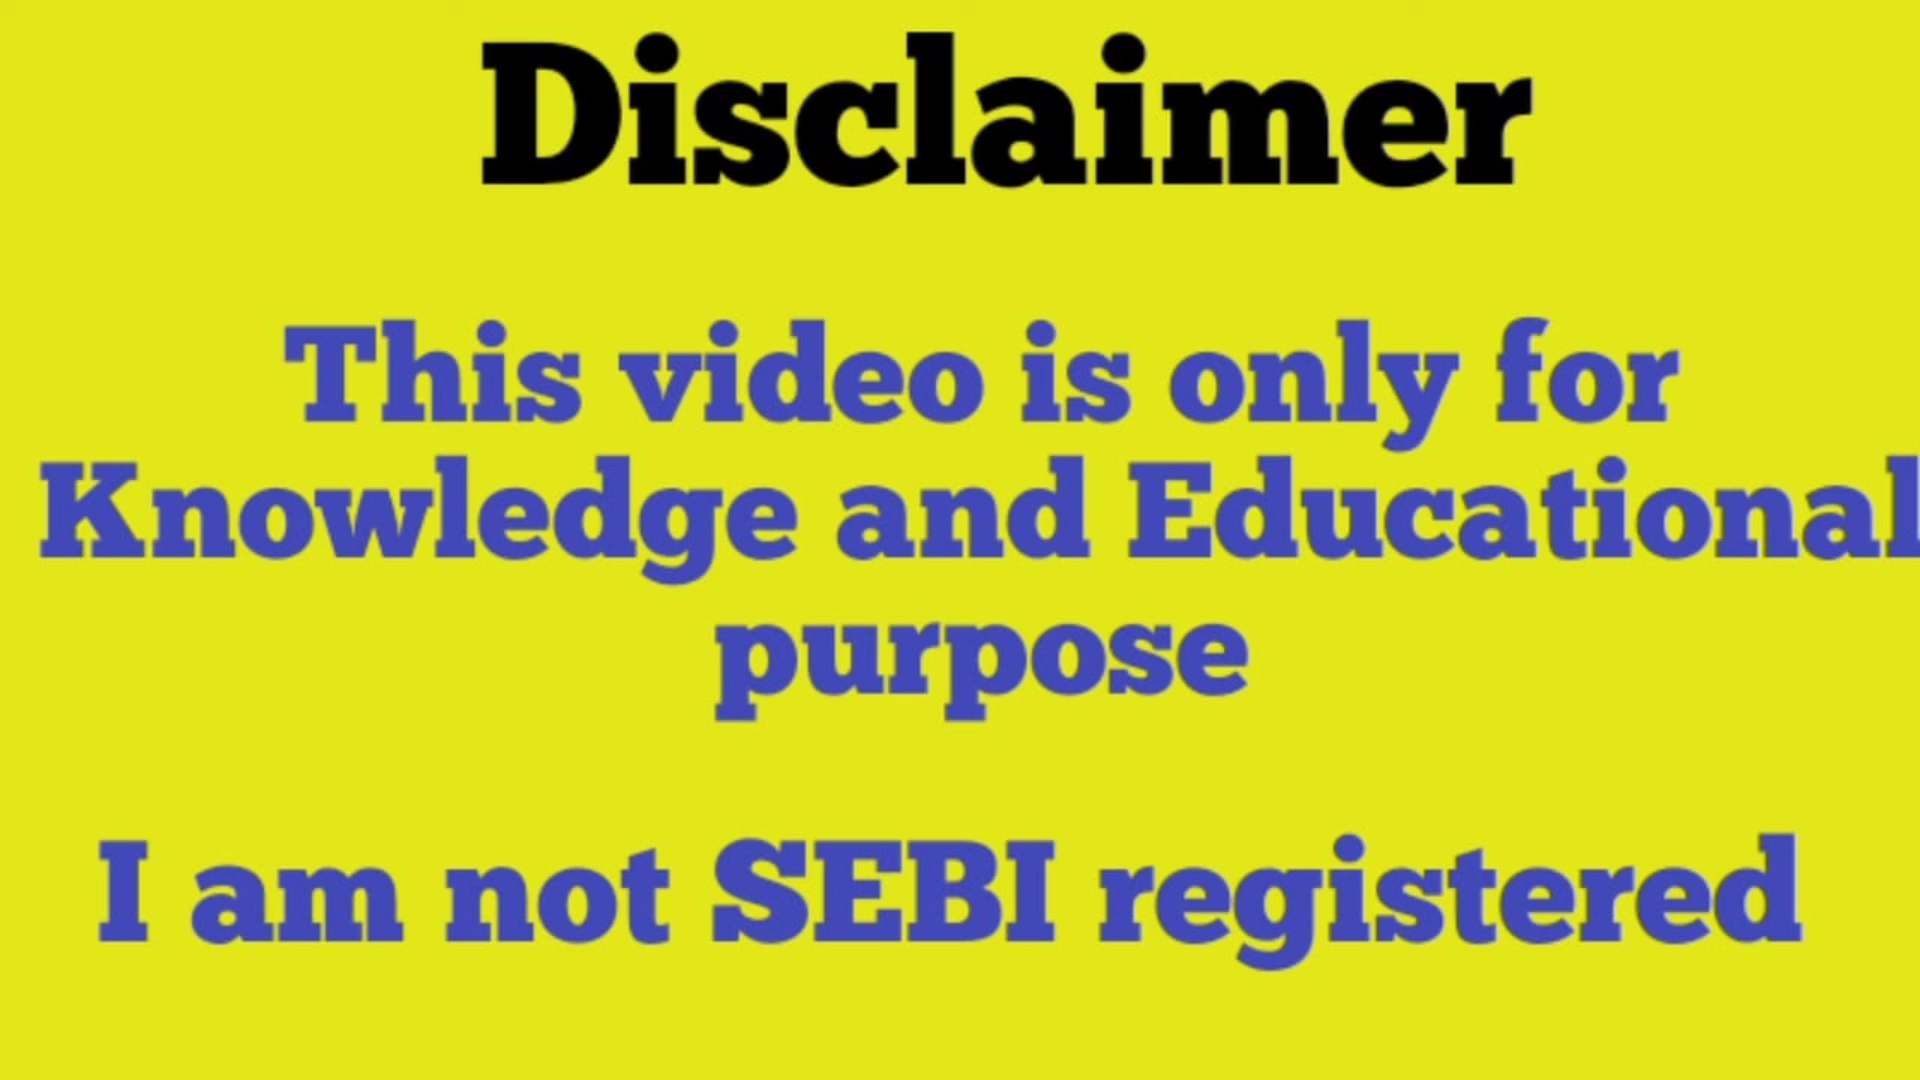 Disclaimer
This video is only for
Knowledge and Educational
purpose
I am not SEBI registered